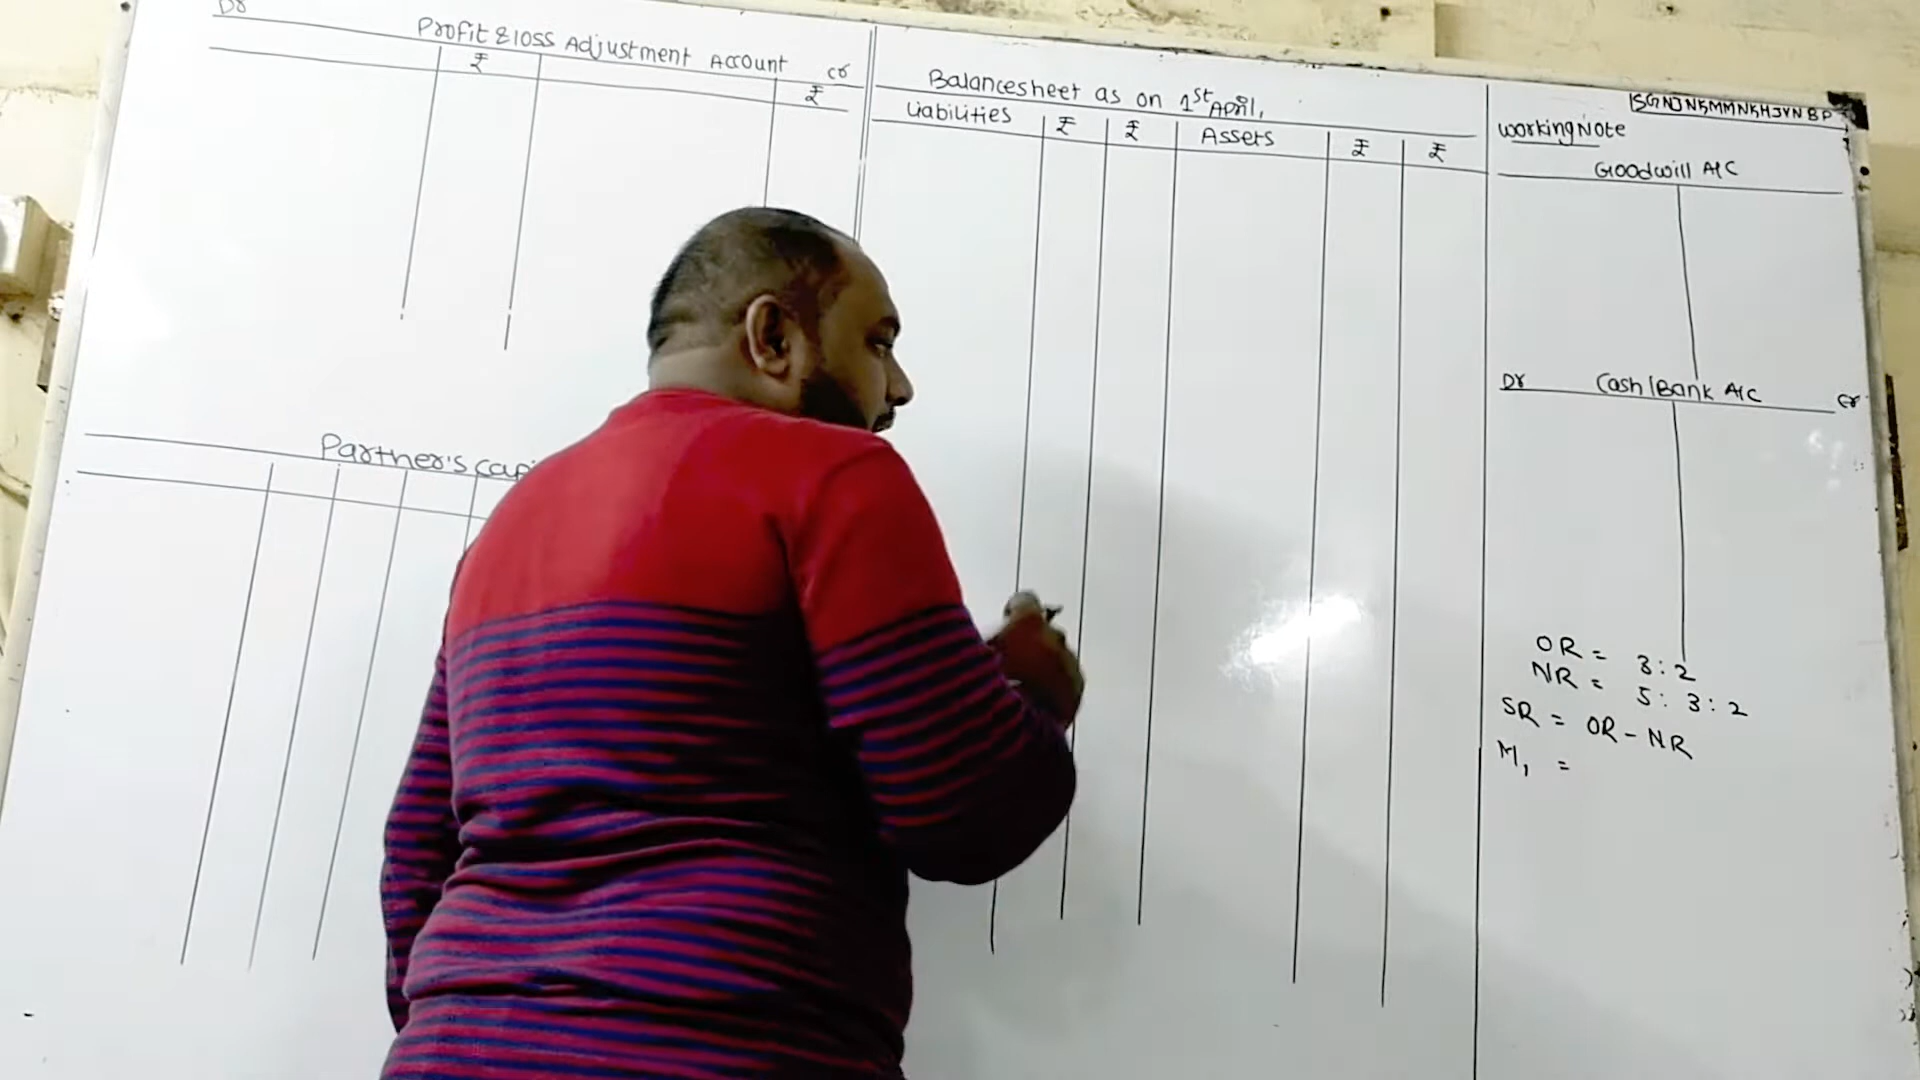 Dr
Profit & loss Adjustment Account Cr
₹ ₹
Partner's Cap
Balancesheet as on 1st April,
Liabilities ₹ ₹ Assets ₹ ₹
Working Note
Goodwill A/C
Dr Cash/Bank A/C Cr
OR = 3:2
NR = 5:3:2
SR = OR - NR
M, =